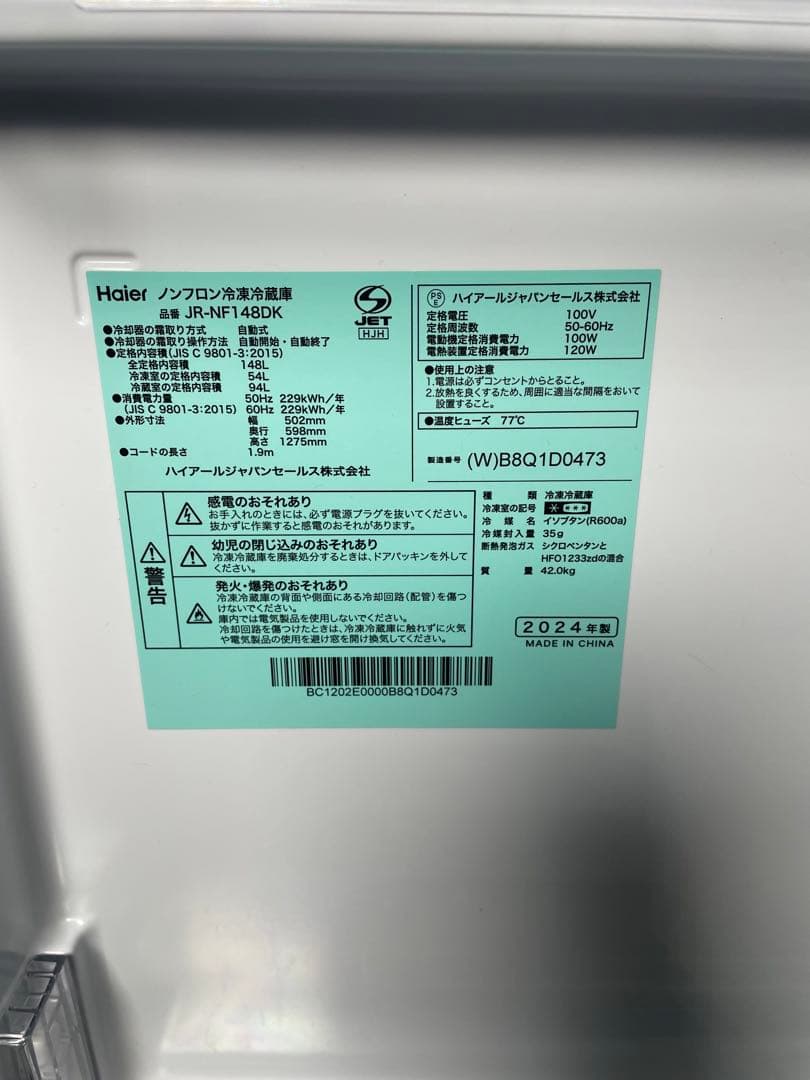 Haier ノンフロン冷凍冷蔵庫
品番 JR-NF148DK
JET
HJH
●冷却器の霜取り方式 自動式
●冷却器の霜取り操作方法 自動開始・自動終了
●定格内容積(JIS C 9801-3:2015)
全定格内容積 148L
冷凍室の定格内容積 54L
冷蔵室の定格内容積 94L
●消費電力量 50Hz 229kWh/年
(JIS C 9801-3:2015) 60Hz 229kWh/年
●外形寸法 幅 502mm
奥行 598mm
高さ 1275mm
●コードの長さ 1.9m
ハイアールジャパンセールス株式会社
PS
E
ハイアールジャパンセールス株式会社
定格電圧 100V
定格周波数 50-60Hz
電動機定格消費電力 100W
電熱装置定格消費電力 120W
●使用上の注意
1.電源は必ずコンセントからとること。
2.放熱を良くするため、周囲に適当な間隔をおいて
設置すること。
●温度ヒューズ 77℃
製造番号 (W)B8Q1D0473
警告
感電のおそれあり
お手入れのときには、必ず電源プラグを抜いてください。
抜かずに作業すると感電のおそれがあります。
幼児の閉じ込みのおそれあり
冷凍冷蔵庫を廃棄処分するときは、ドアパッキンを外して
ください。
発火・爆発のおそれあり
冷凍冷蔵庫の背面や側面にある冷却回路(配管)を傷つ
けないでください。
庫内では電気製品を使用しないでください。
冷却回路を傷つけたときは、冷凍冷蔵庫に触れずに火気
や電気製品の使用を避け窓を開け換気してください。
種類 冷凍冷蔵庫
冷凍室の記号
冷媒名 イソブタン(R600a)
冷媒封入量 35g
断熱発泡ガス シクロペンタンと
HFO1233zdの混合
質量 42.0kg
2024年製
MADE IN CHINA
BC1202E0000B8Q1D0473